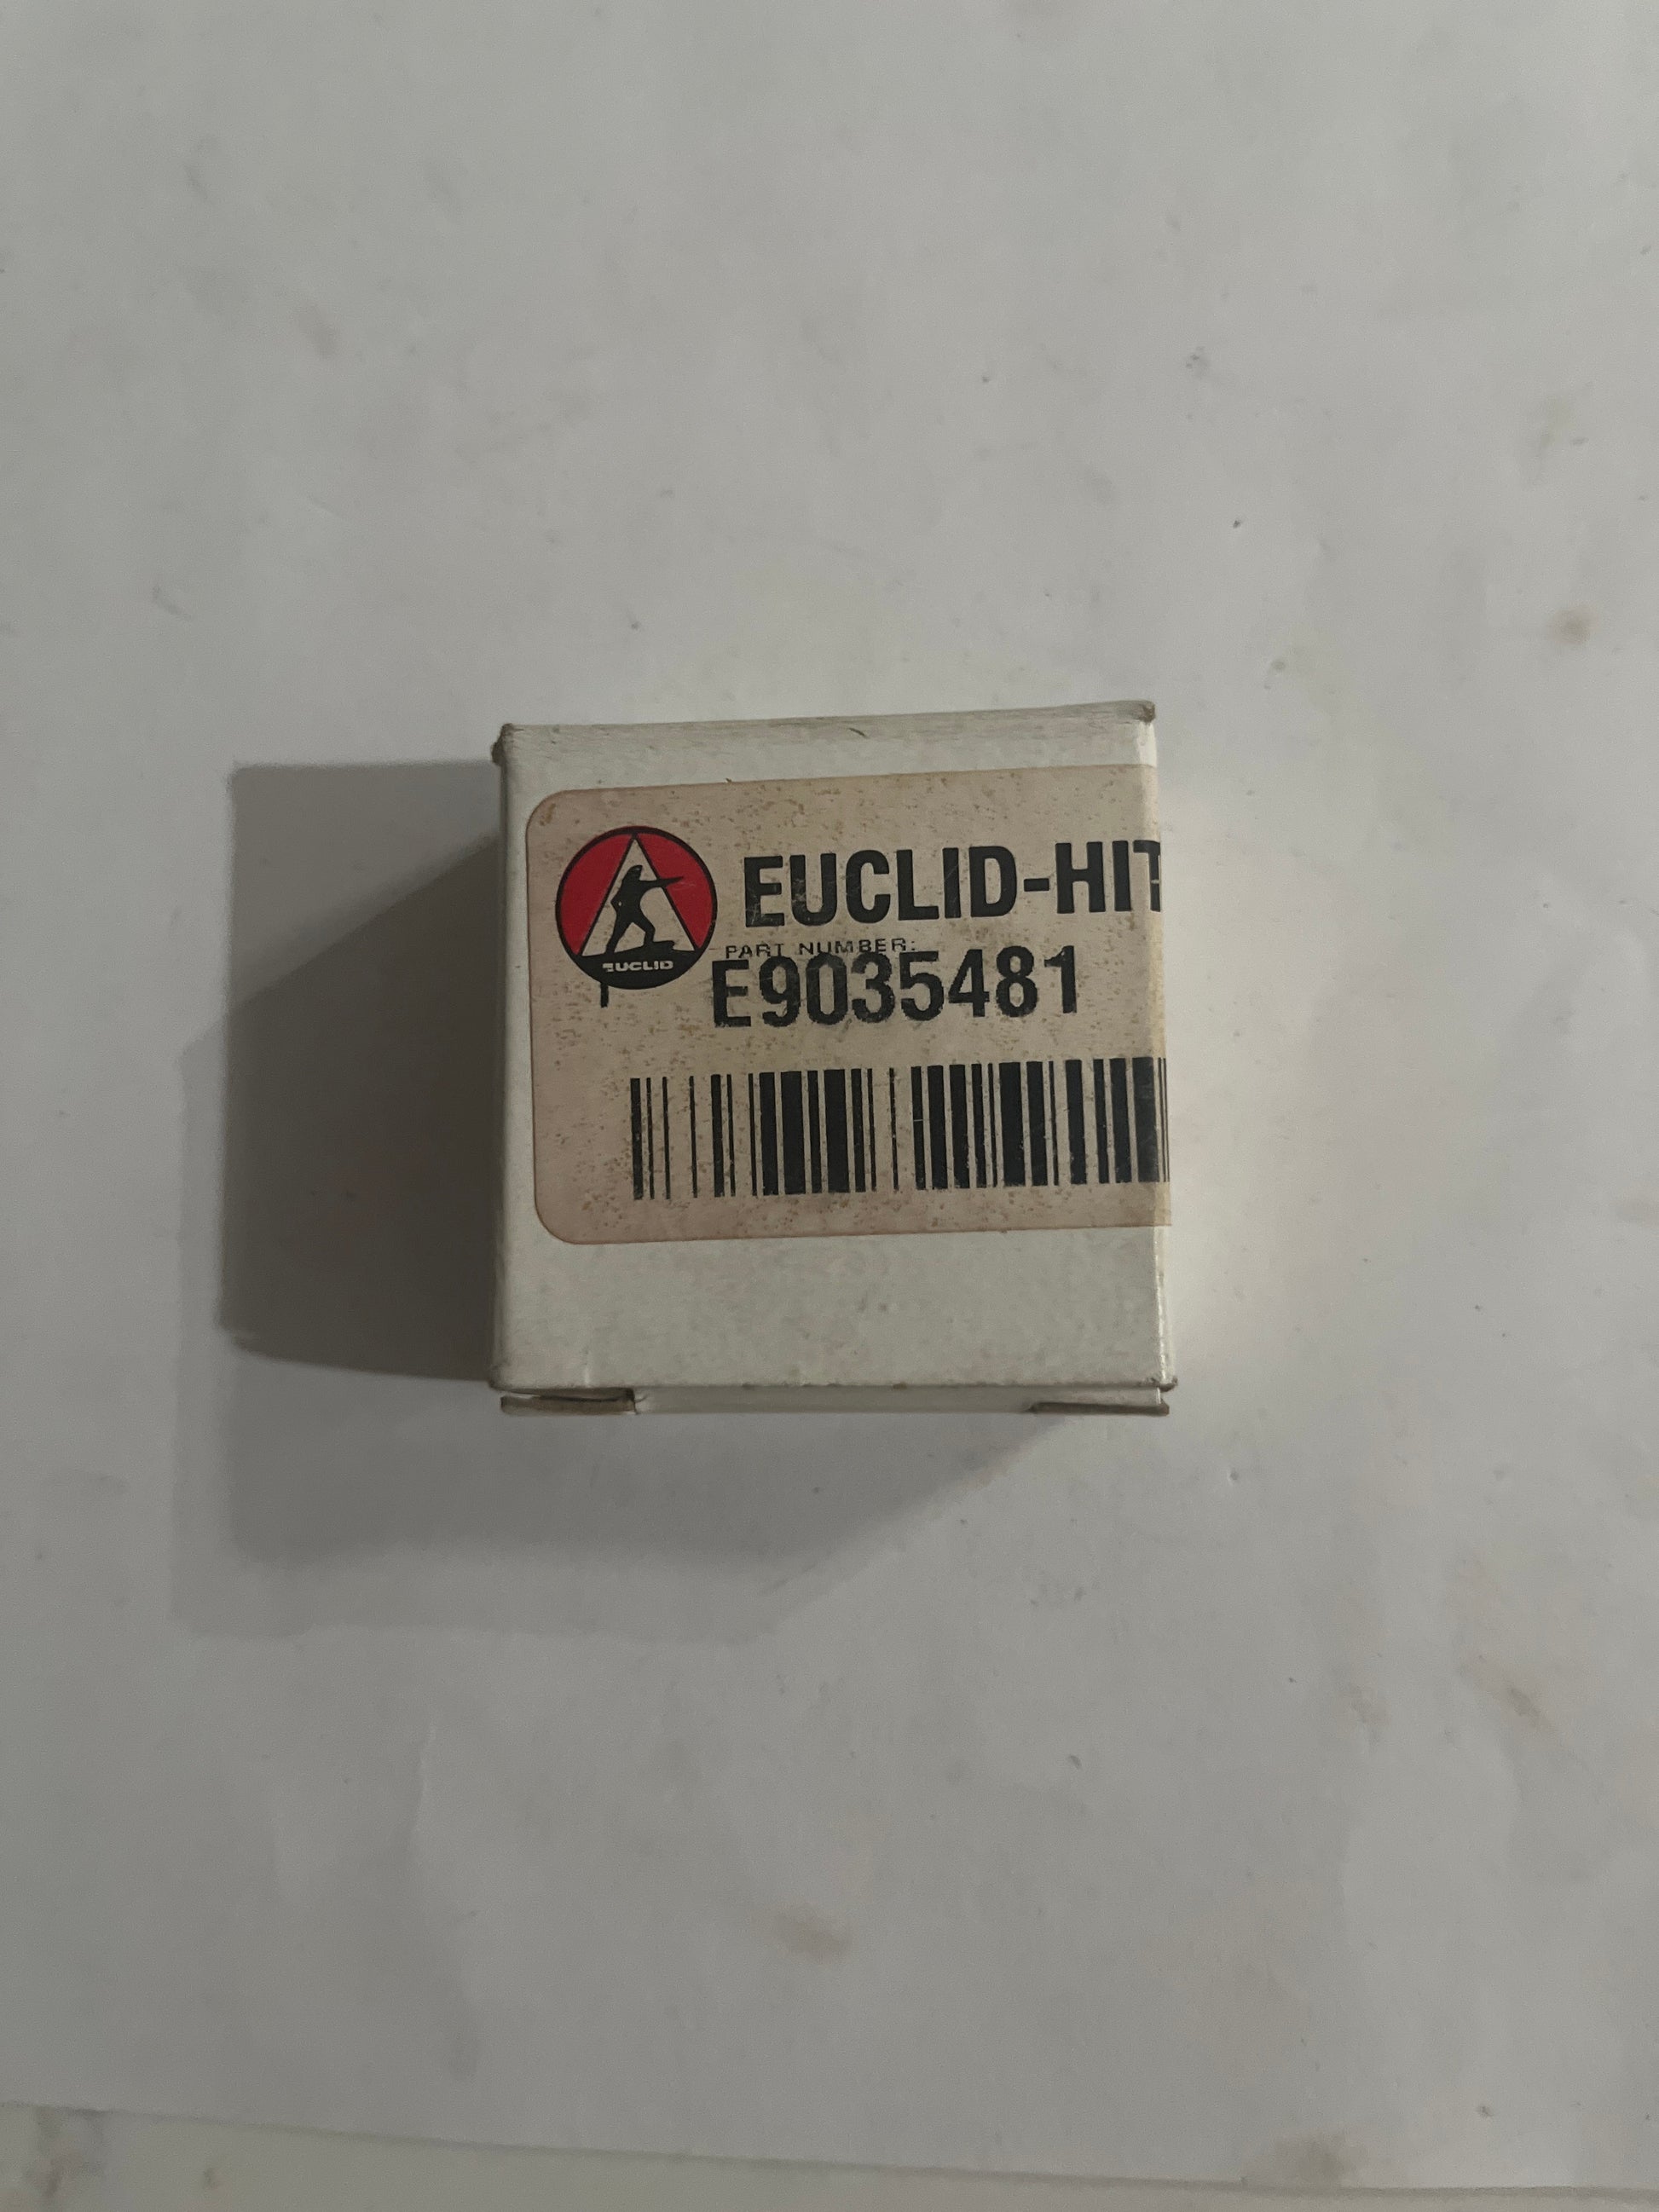 EUCLID-HIT
PART NUMBER:
EUCLID
E9035481